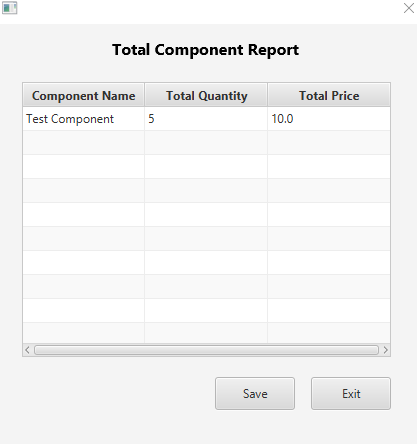 Total Component Report
Component Name Total Quantity Total Price
Test Component 5 10.0
Save Exit